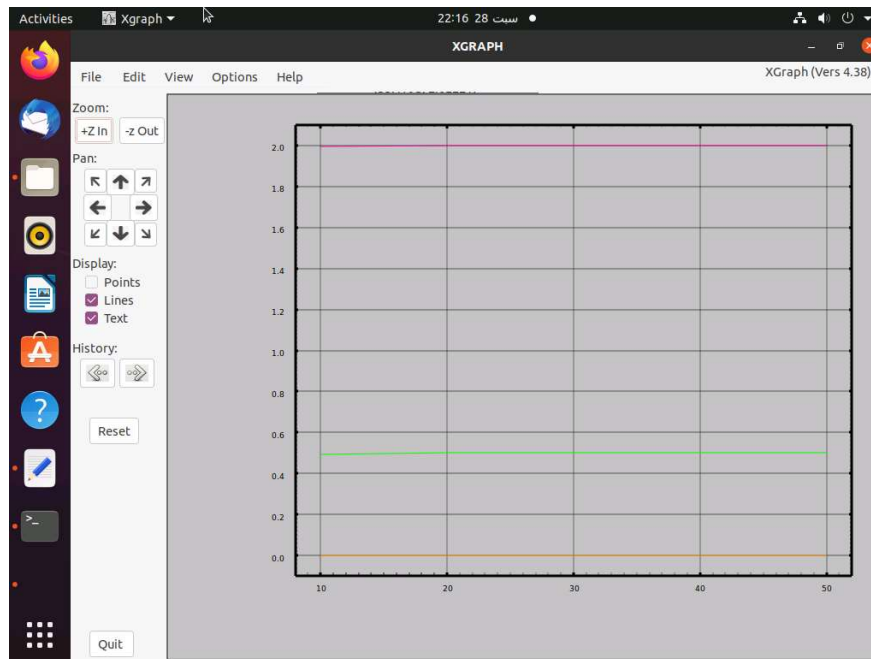 Activities Xgraph 22:16 28 سبت
XGRAPH
File Edit View Options Help XGraph (Vers 4.38)
Zoom:
+Z In -z Out
Pan:
Display:
Points
Lines
Text
History:
Reset
Quit
2.0
1.8
1.6
1.4
1.2
1.0
0.8
0.6
0.4
0.2
0.0
10 20 30 40 50